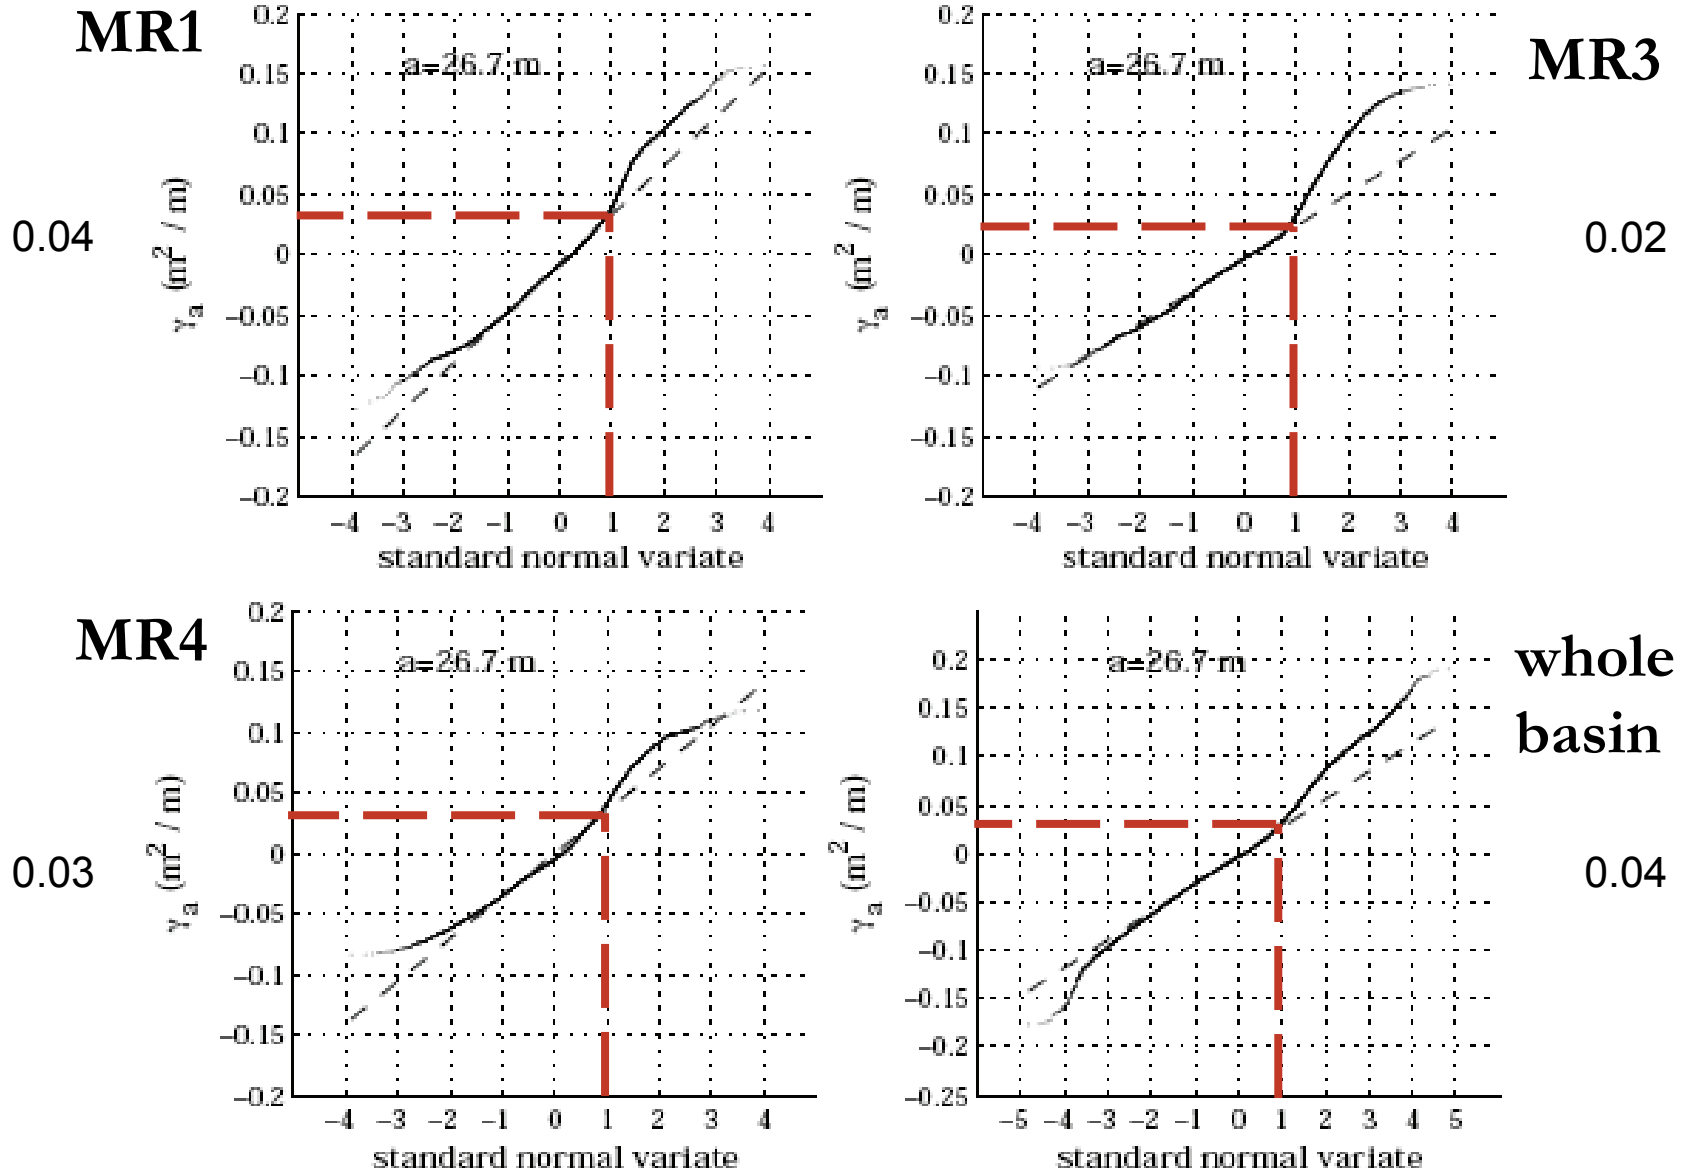 MR1
a=26.7 m
0.2
0.15
0.1
0.05
0
−0.05
−0.1
−0.15
−0.2
γa (m2 / m)
0.04
−4 −3 −2 −1 0 1 2 3 4
standard normal variate
MR3
a=26.7 m
0.2
0.15
0.1
0.05
0
−0.05
−0.1
−0.15
−0.2
γa (m2 / m)
0.02
−4 −3 −2 −1 0 1 2 3 4
standard normal variate
MR4
a=26.7 m
0.2
0.15
0.1
0.05
0
−0.05
−0.1
−0.15
−0.2
γa (m2 / m)
0.03
−4 −3 −2 −1 0 1 2 3 4
standard normal variate
whole
basin
a=26.7 m
0.2
0.15
0.1
0.05
0
−0.05
−0.1
−0.15
−0.2
−0.25
γa (m2 / m)
0.04
−5 −4 −3 −2 −1 0 1 2 3 4 5
standard normal variate